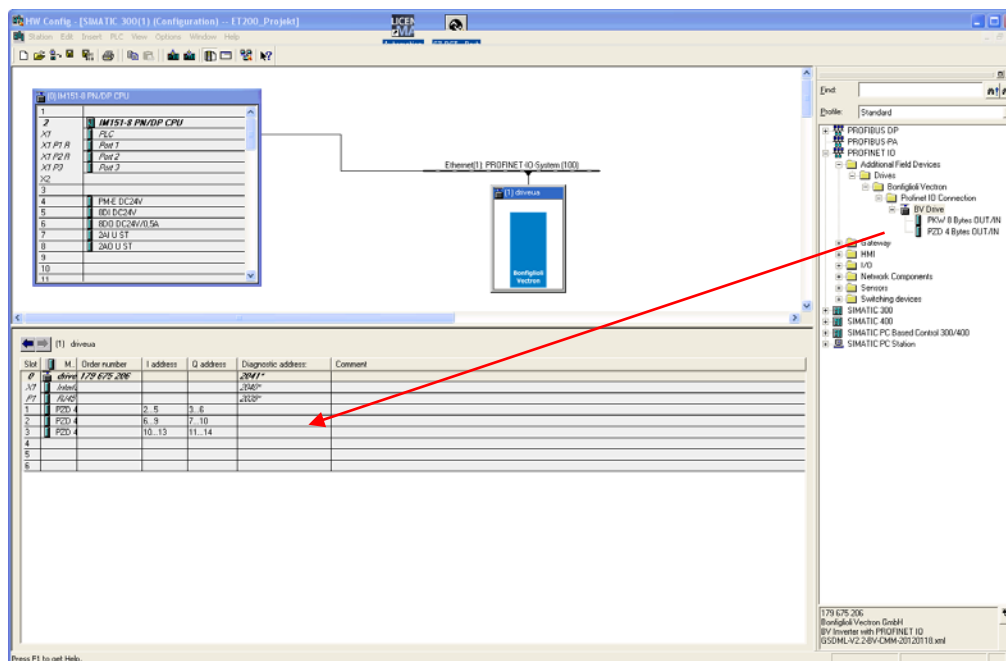 HW Config - [SIMATIC 300(1) (Configuration) -- ET200_Projekt]
Station Edit Insert PLC View Options Window Help
(0) IM151-8 PN/DP CPU
1
2 IM151-8 PN/DP CPU
X1 PLC
X1 P1 R Port 1
X1 P2 R Port 2
X1 P3 Port 3
X2
3
4 PM-E DC24V
5 8DI DC24V
6 8DO DC24V/0,5A
7 2AI U ST
8 2AO U ST
9
10
11
Ethernet(1): PROFINET-IO-System (100)
(1) driveua
Bonfiglioli
Vectron
Find:
Profile: Standard
PROFIBUS DP
PROFIBUS-PA
PROFINET IO
Additional Field Devices
Drives
Bonfiglioli Vectron
Profinet IO Connection
BV Drive
PKW 8 Bytes OUT/IN
PZD 4 Bytes OUT/IN
Gateway
HMI
I/O
Network Components
Sensors
Switching devices
SIMATIC 300
SIMATIC 400
SIMATIC PC Based Control 300/400
SIMATIC PC Station
(1) driveua
Slot M... Order number I address Q address Diagnostic address: Comment
0 drive 179 675 206 2041*
X1 Interf 2040*
P1 RJ45 2039*
1 PZD 4 2...5 3...6
2 PZD 4 6...9 7...10
3 PZD 4 10...13 11...14
4
5
6
179 675 206
Bonfiglioli Vectron GmbH
BV Inverter with PROFINET IO
GSDML-V2.2-BV-CMM-20120118.xml
Press F1 to get Help.